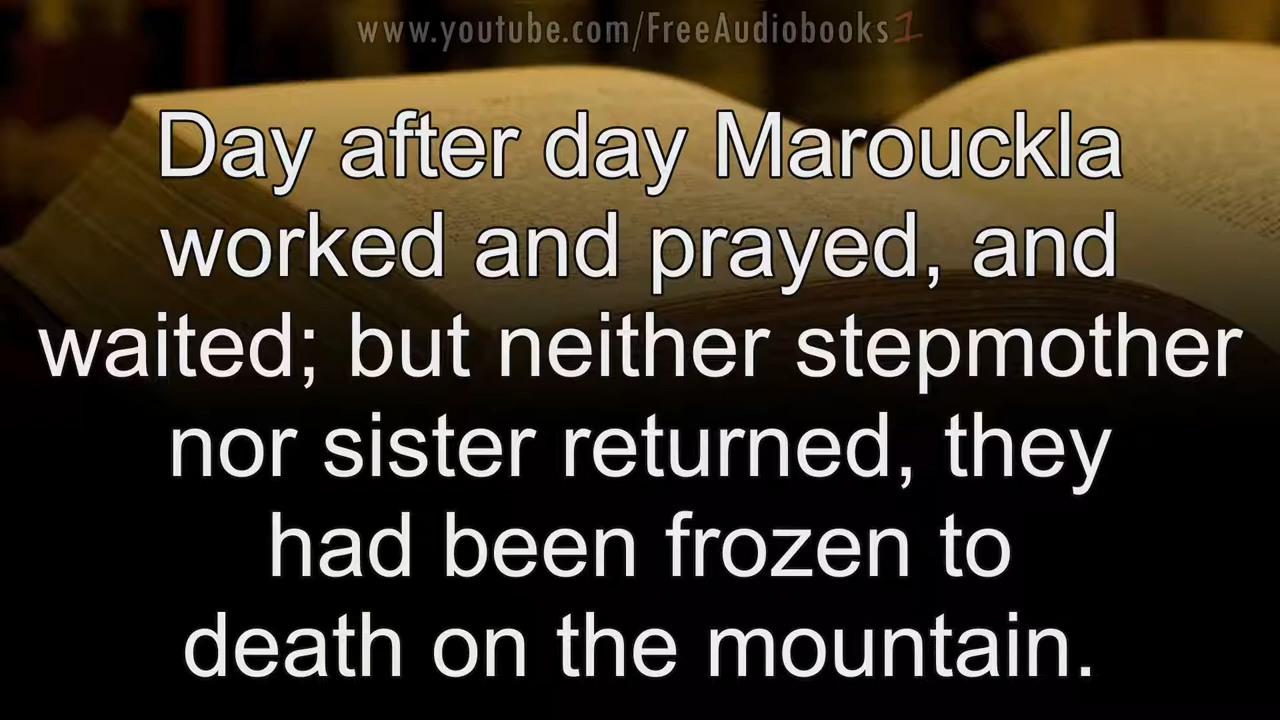 www.youtube.com/FreeAudiobooks1
Day after day Marouckla
worked and prayed, and
waited; but neither stepmother
nor sister returned, they
had been frozen to
death on the mountain.